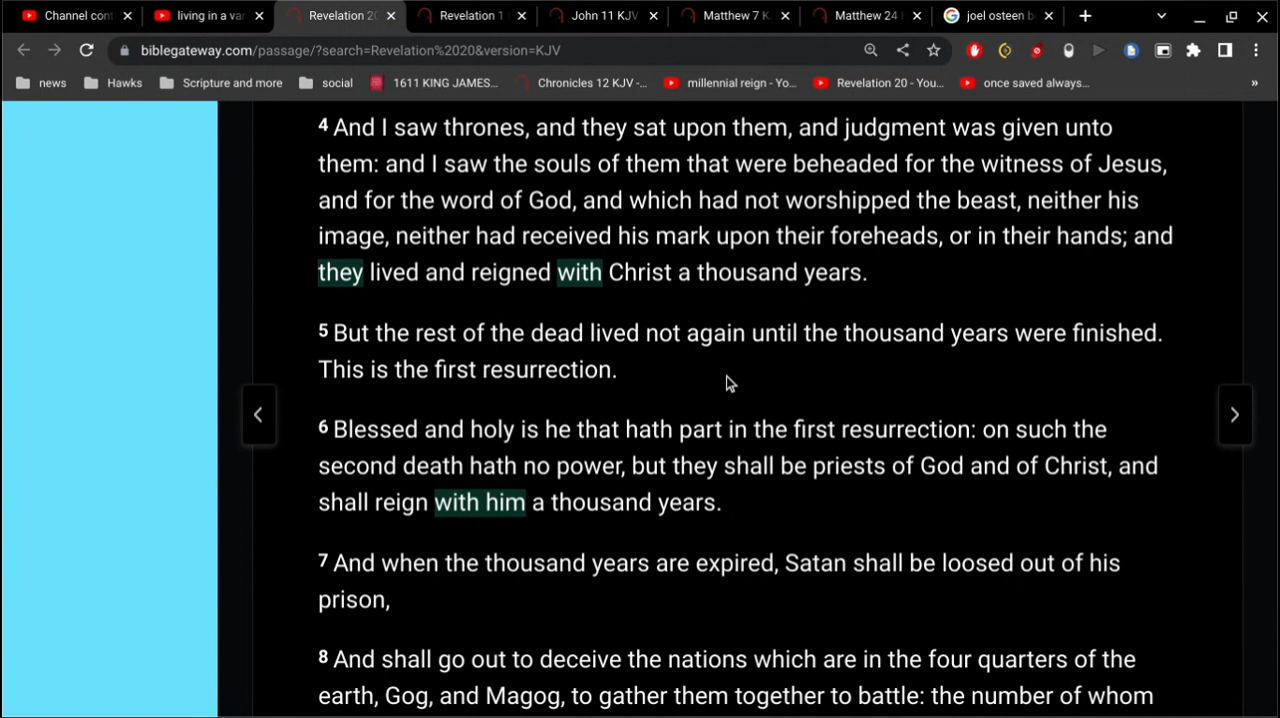 Channel cont
living in a var
Revelation 20
Revelation 1
John 11 KJV
Matthew 7 K
Matthew 24
joel osteen b
biblegateway.com/passage/?search=Revelation%2020&version=KJV
news
Hawks
Scripture and more
social
1611 KING JAMES...
Chronicles 12 KJV -...
millennial reign - Yo...
Revelation 20 - You...
once saved always...
»
4 And I saw thrones, and they sat upon them, and judgment was given unto
them: and I saw the souls of them that were beheaded for the witness of Jesus,
and for the word of God, and which had not worshipped the beast, neither his
image, neither had received his mark upon their foreheads, or in their hands; and
they lived and reigned with Christ a thousand years.
5 But the rest of the dead lived not again until the thousand years were finished.
This is the first resurrection.
6 Blessed and holy is he that hath part in the first resurrection: on such the
second death hath no power, but they shall be priests of God and of Christ, and
shall reign with him a thousand years.
7 And when the thousand years are expired, Satan shall be loosed out of his
prison,
8 And shall go out to deceive the nations which are in the four quarters of the
earth, Gog, and Magog, to gather them together to battle: the number of whom